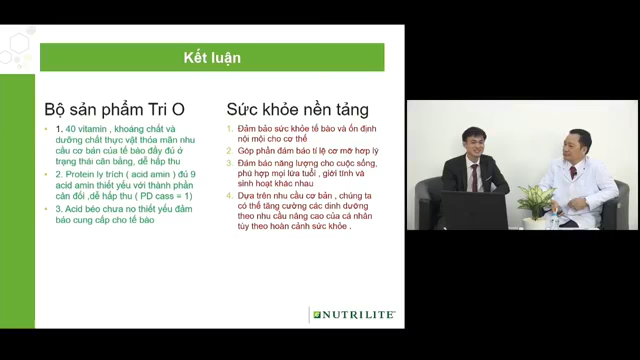 Kết luận
Bộ sản phẩm Tri O
1. 40 vitamin , khoáng chất và
dưỡng chất thực vật thỏa mãn nhu
cầu cơ bản của tế bào đầy đủ ở
trạng thái cân bằng, dễ hấp thu
2. Protein ly trích ( acid amin ) đủ 9
acid amin thiết yếu với thành phần
cân đối ,dễ hấp thu ( PD cass = 1)
3. Acid béo chưa no thiết yếu đảm
bảo cung cấp cho tế bào
Sức khỏe nền tảng
1. Đảm bảo sức khỏe tế bào và ổn định
nội môi cho cơ thể
2. Góp phần đảm bảo tỉ lệ cơ mỡ hợp lý
3. Đảm bảo năng lượng cho cuộc sống,
phù hợp mọi lứa tuổi , giới tính và
sinh hoạt khác nhau
4. Dựa trên nhu cầu cơ bản , chúng ta
có thể tăng cường các dinh dưỡng
theo nhu cầu nâng cao của cá nhân
tùy theo hoàn cảnh sức khỏe .
NUTRILITE